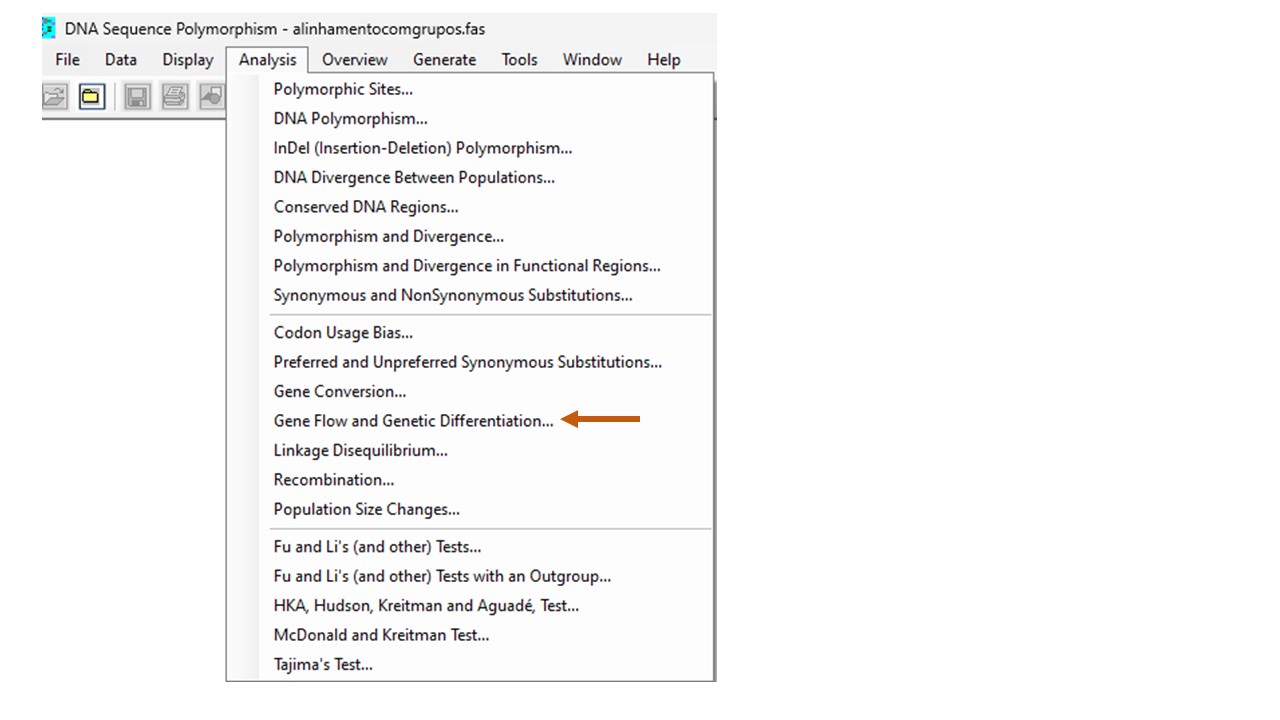 DNA Sequence Polymorphism - alinhamentocomgrupos.fas
File Data Display Analysis Overview Generate Tools Window Help
Polymorphic Sites...
DNA Polymorphism...
InDel (Insertion-Deletion) Polymorphism...
DNA Divergence Between Populations...
Conserved DNA Regions...
Polymorphism and Divergence...
Polymorphism and Divergence in Functional Regions...
Synonymous and NonSynonymous Substitutions...
Codon Usage Bias...
Preferred and Unpreferred Synonymous Substitutions...
Gene Conversion...
Gene Flow and Genetic Differentiation...
Linkage Disequilibrium...
Recombination...
Population Size Changes...
Fu and Li's (and other) Tests...
Fu and Li's (and other) Tests with an Outgroup...
HKA, Hudson, Kreitman and Aguadé, Test...
McDonald and Kreitman Test...
Tajima's Test...